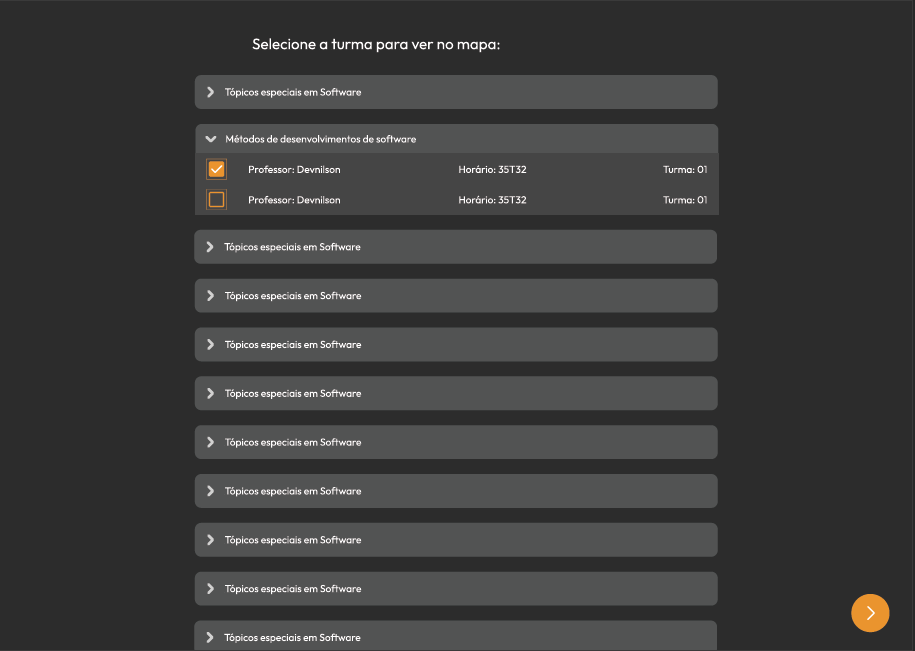 Selecione a turma para ver no mapa:
Tópicos especiais em Software
Métodos de desenvolvimentos de software
Professor: Devnilson Horário: 35T32 Turma: 01
Professor: Devnilson Horário: 35T32 Turma: 01
Tópicos especiais em Software
Tópicos especiais em Software
Tópicos especiais em Software
Tópicos especiais em Software
Tópicos especiais em Software
Tópicos especiais em Software
Tópicos especiais em Software
Tópicos especiais em Software
Tópicos especiais em Software